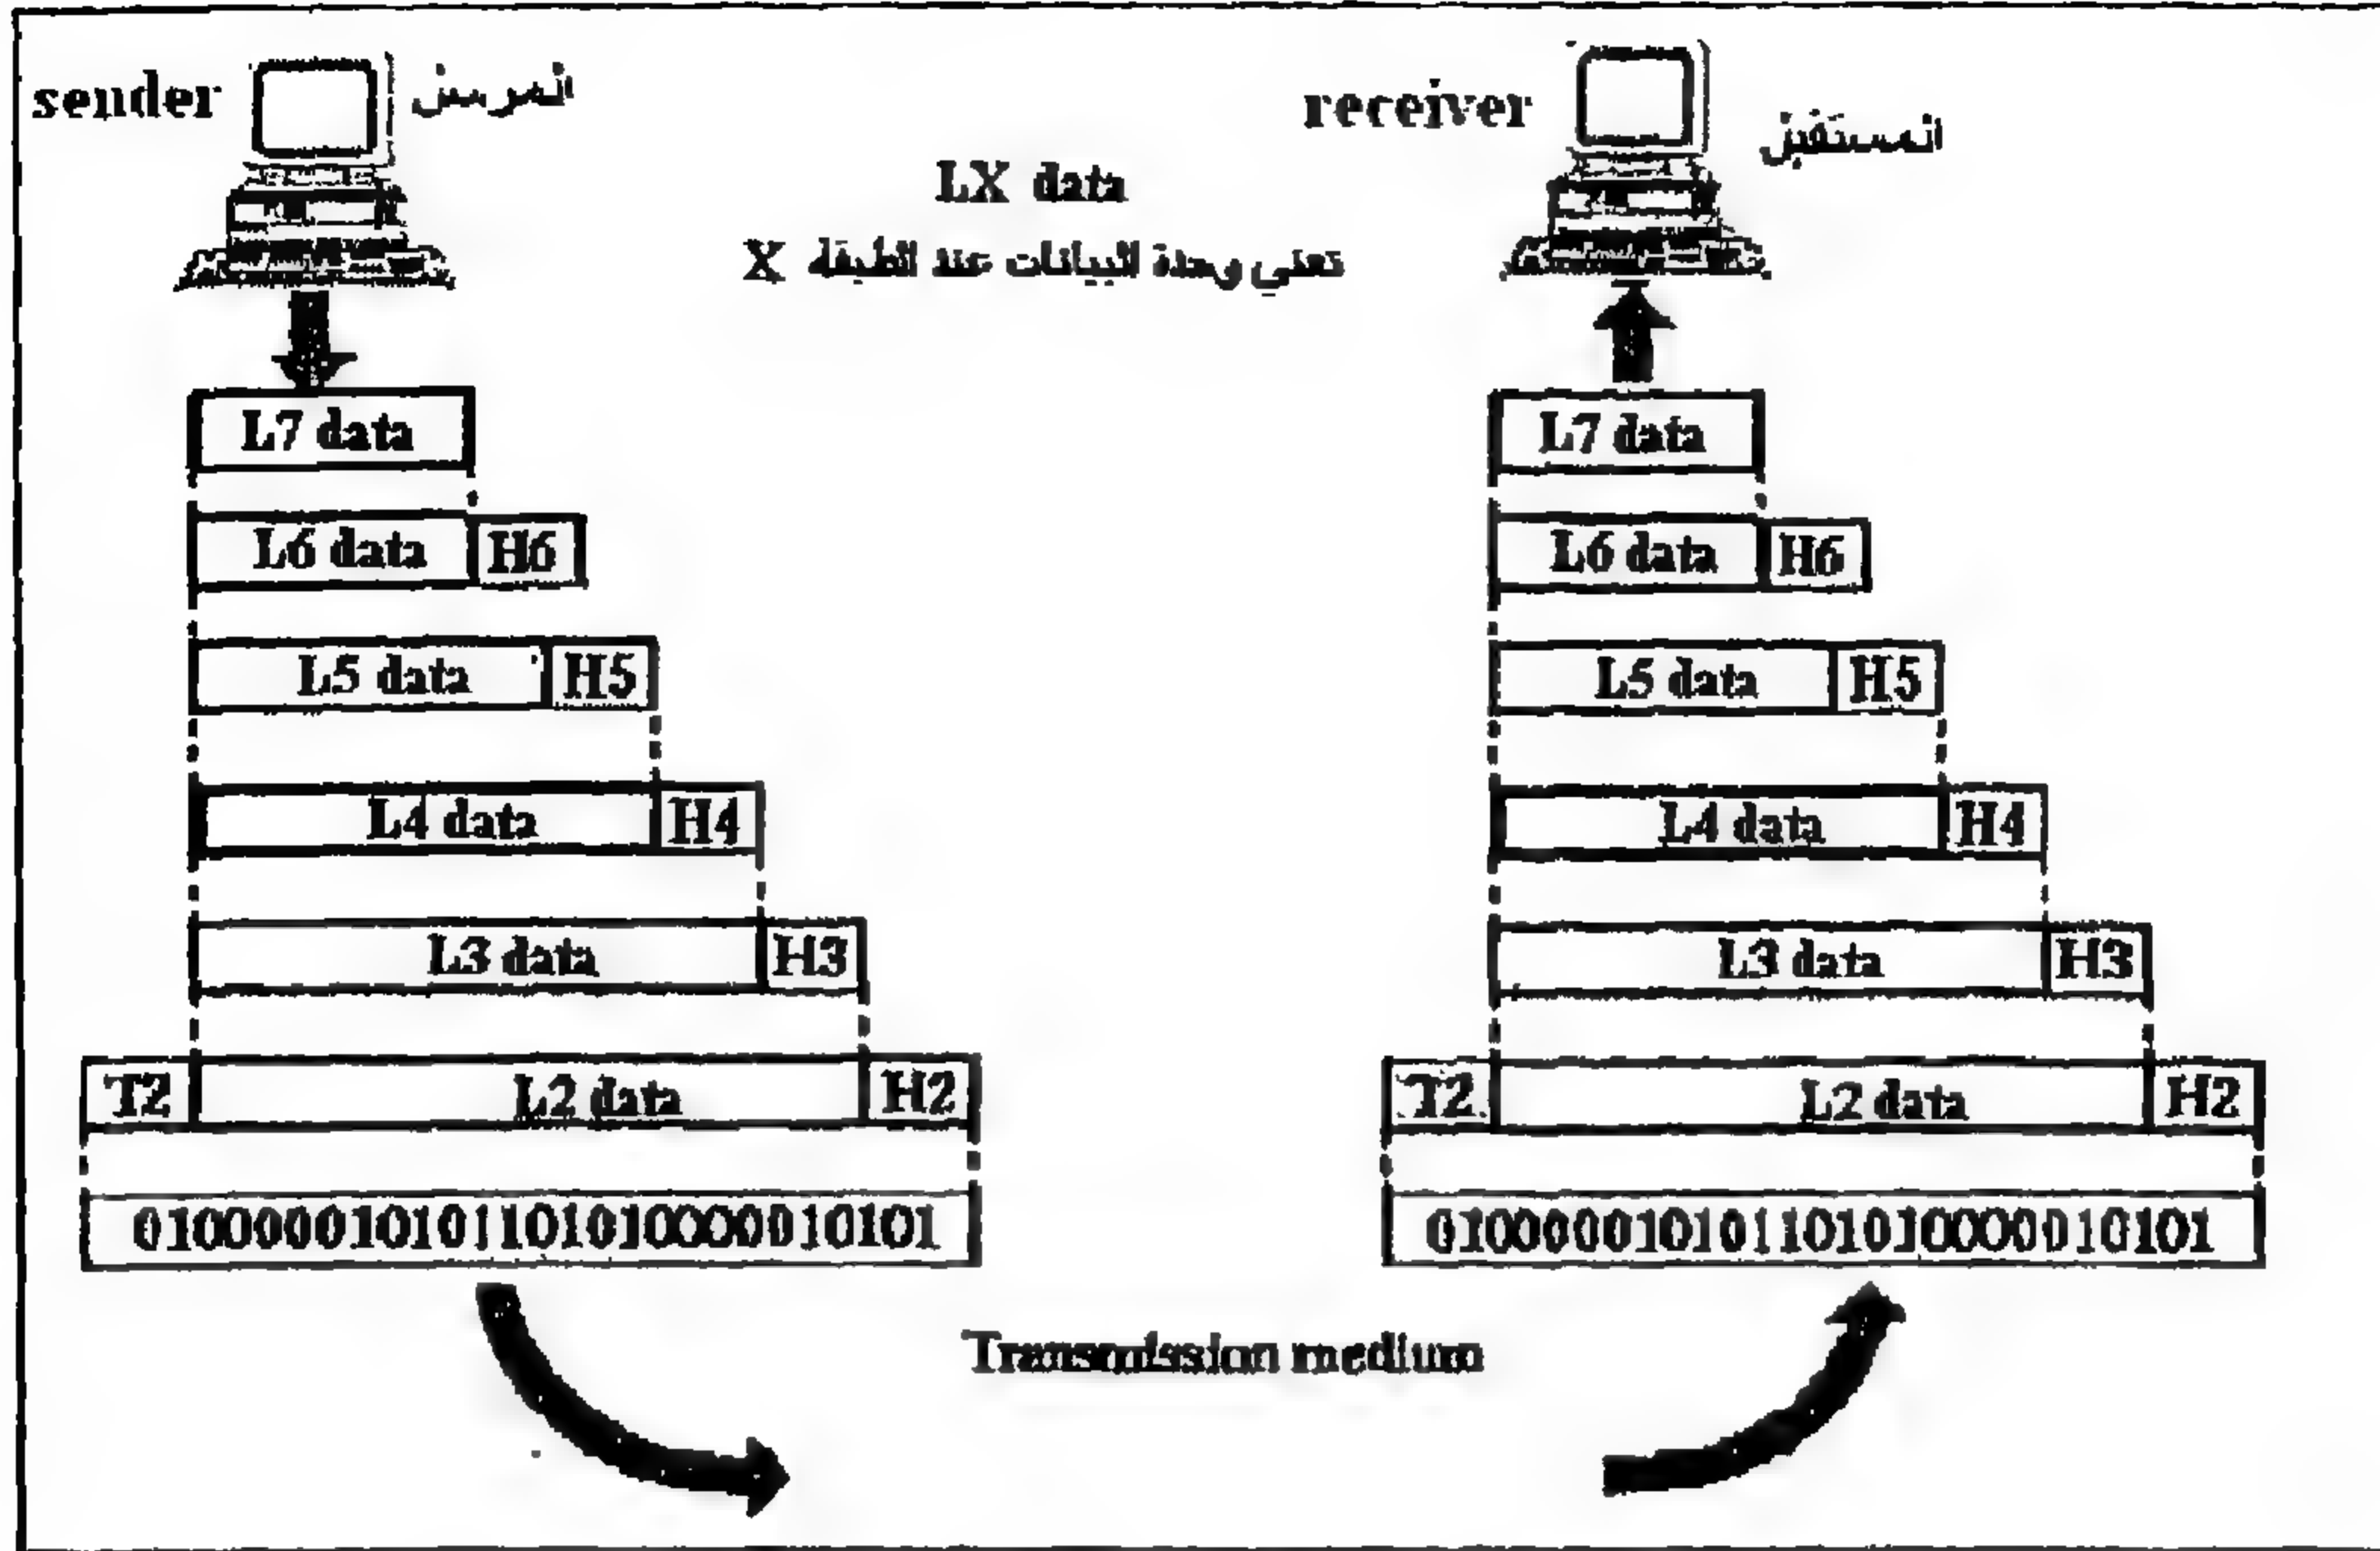 sender
المرسل
receiver
المستقبل
LX data
تعني وحدة البيانات عند الطبقة X
L7 data
L6 data H6
L5 data H5
L4 data H4
L3 data H3
T2 L2 data H2
010000010101101010000010101
L7 data
L6 data H6
L5 data H5
L4 data H4
L3 data H3
T2 L2 data H2
010000010101101010000010101
Transmission medium